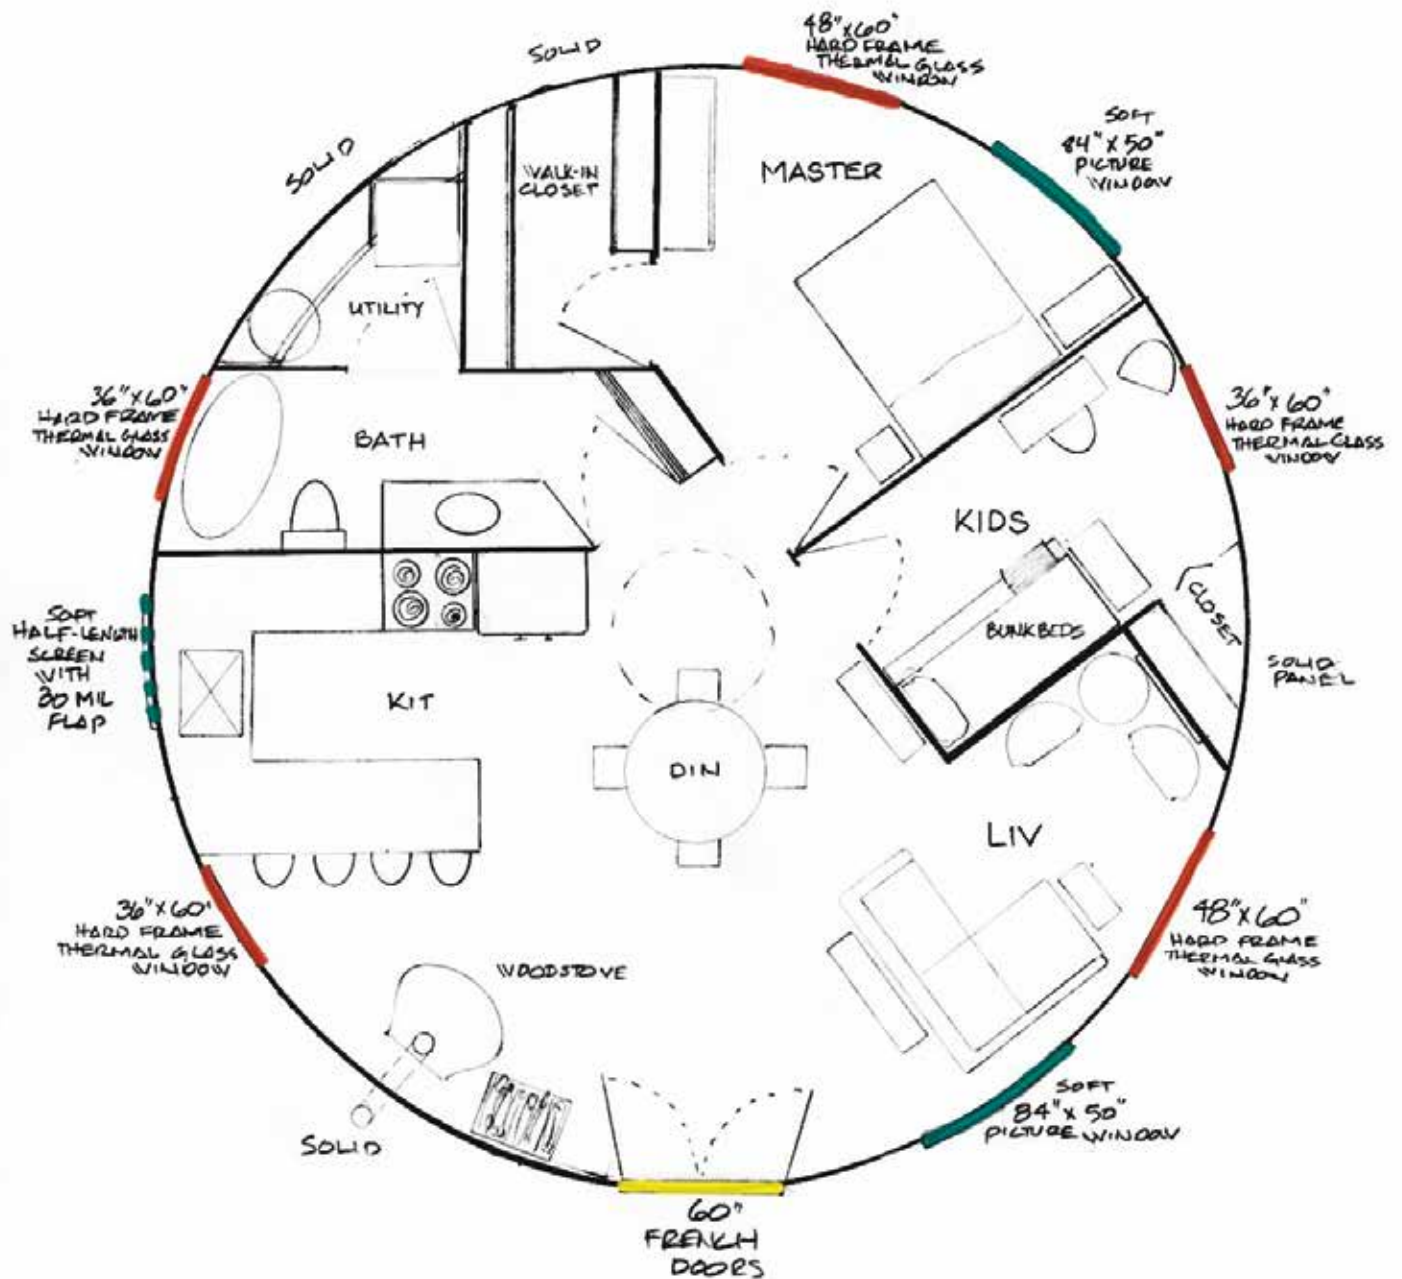 SOLID
48"x60"
HARD FRAME
THERMAL GLASS
WINDOW
SOFT
84" x 50"
PICTURE
WINDOW
SOLID
WALK-IN
CLOSET
MASTER
UTILITY
36"x60"
HARD FRAME
THERMAL GLASS
WINDOW
BATH
36"x60"
HARD FRAME
THERMAL GLASS
WINDOW
KIDS
CLOSET
BUNKBEDS
SOFT
HALF-LENGTH
SCREEN
WITH
30 MIL
FLAP
SOLID
PANEL
KIT
DIN
LIV
36"x60"
HARD FRAME
THERMAL GLASS
WINDOW
48"x60"
HARD FRAME
THERMAL GLASS
WINDOW
WOODSTOVE
SOLID
SOFT
84" x 50"
PICTURE WINDOW
60"
FRENCH
DOORS